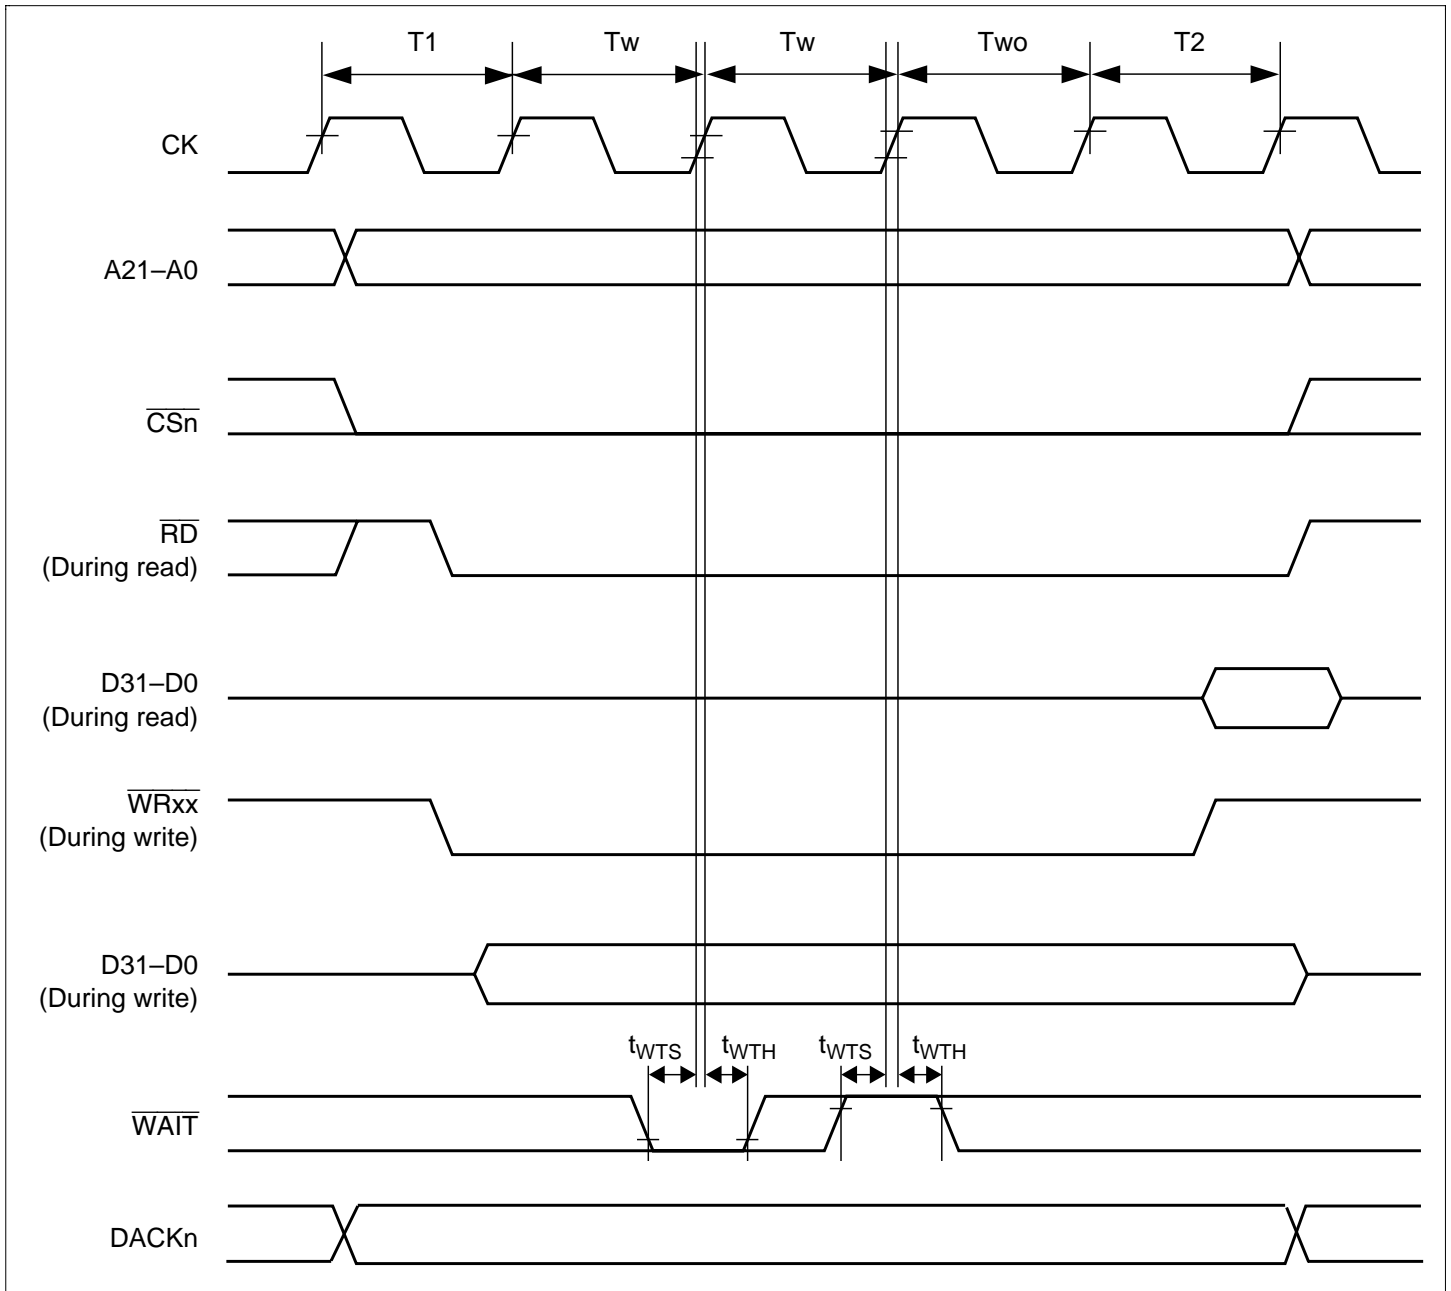 T1 Tw Tw Two T2
CK
A21–A0
CSn
RD
(During read)
D31–D0
(During read)
WRxx
(During write)
D31–D0
(During write)
tWTS tWTH tWTS tWTH
WAIT
DACKn